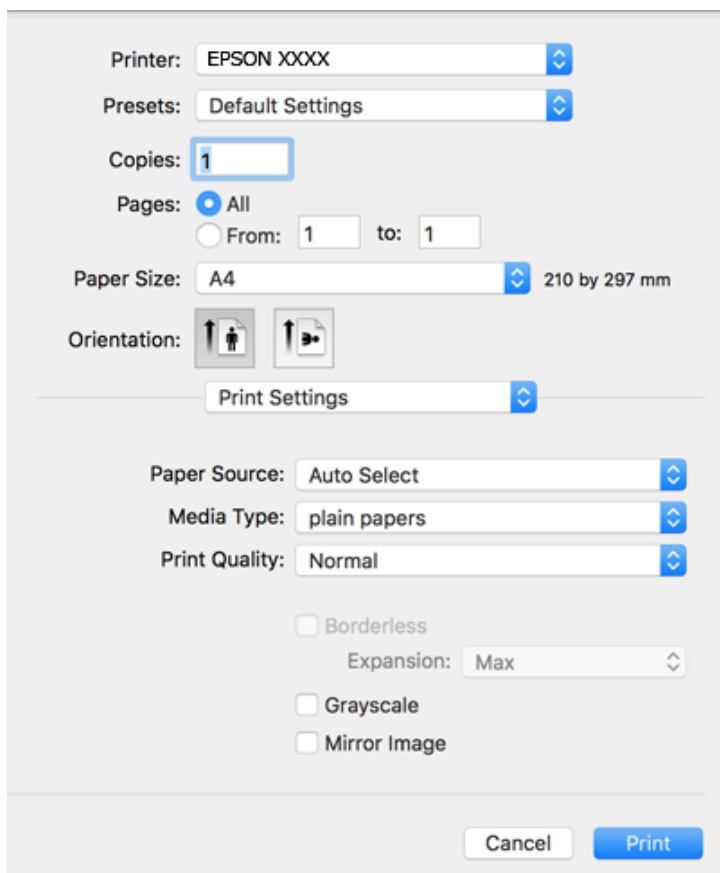 Printer: EPSON XXXX
Presets: Default Settings
Copies: 1
Pages: All
From: 1 to: 1
Paper Size: A4 210 by 297 mm
Orientation:
Print Settings
Paper Source: Auto Select
Media Type: plain papers
Print Quality: Normal
Borderless
Expansion: Max
Grayscale
Mirror Image
Cancel Print